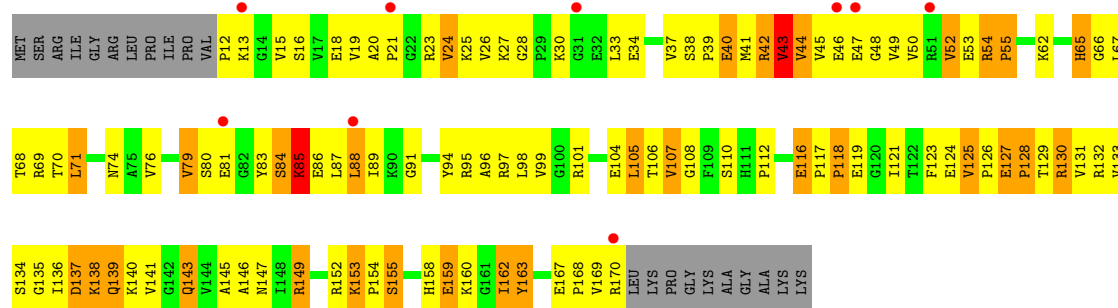 MET SER ARG ILE GLY ARG LEU PRO ILE PRO VAL P12 K13 G14 V15 S16 V17 E18 V19 A20 P21 G22 R23 V24 K25 V26 K27 G28 P29 K30 G31 E32 L33 E34 V37 S38 P39 E40 M41 R42 V43 V44 V45 E46 E47 G48 V49 V50 R51 V52 E53 R54 P55 K62 H65 G66 L67
T68 R69 T70 L71 N74 A75 V76 V79 S80 E81 G82 Y83 S84 K85 E86 L87 L88 I89 K90 G91 Y94 R95 A96 R97 L98 V99 G100 R101 E104 L105 T106 V107 G108 F109 S110 H111 P112 E116 P117 P118 E119 G120 I121 T122 F123 E124 V125 P126 E127 P128 T129 R130 V131 R132 V133
S134 G135 I136 D137 K138 Q139 K140 V141 G142 Q143 V144 A145 A146 N147 I148 R149 R152 K153 P154 S155 H158 E159 K160 G161 I162 Y163 E167 P168 V169 R170 LEU LYS PRO GLY LYS ALA GLY ALA LYS LYS